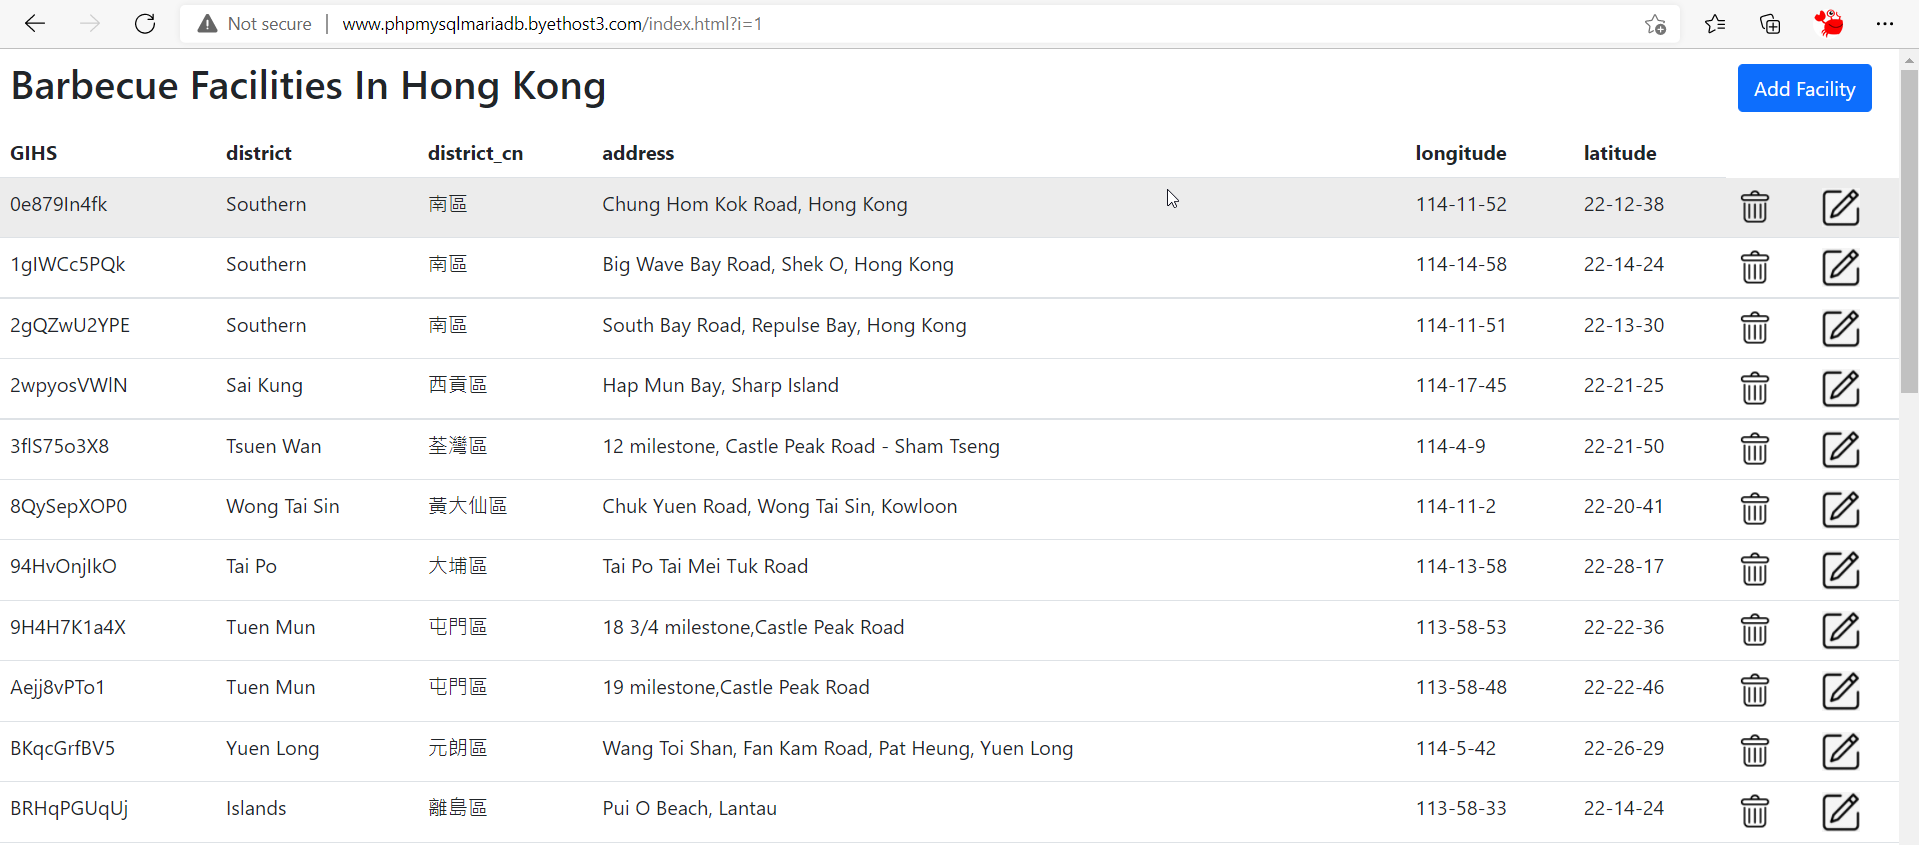 Not secure | www.phpmysqlmariadb.byethost3.com/index.html?i=1
Barbecue Facilities In Hong Kong Add Facility
GIHS district district_cn address longitude latitude
0e879In4fk Southern 南區 Chung Hom Kok Road, Hong Kong 114-11-52 22-12-38
1gIWCc5PQk Southern 南區 Big Wave Bay Road, Shek O, Hong Kong 114-14-58 22-14-24
2gQZwU2YPE Southern 南區 South Bay Road, Repulse Bay, Hong Kong 114-11-51 22-13-30
2wpyosVWlN Sai Kung 西貢區 Hap Mun Bay, Sharp Island 114-17-45 22-21-25
3flS75o3X8 Tsuen Wan 荃灣區 12 milestone, Castle Peak Road - Sham Tseng 114-4-9 22-21-50
8QySepXOP0 Wong Tai Sin 黃大仙區 Chuk Yuen Road, Wong Tai Sin, Kowloon 114-11-2 22-20-41
94HvOnjIkO Tai Po 大埔區 Tai Po Tai Mei Tuk Road 114-13-58 22-28-17
9H4H7K1a4X Tuen Mun 屯門區 18 3/4 milestone,Castle Peak Road 113-58-53 22-22-36
Aejj8vPTo1 Tuen Mun 屯門區 19 milestone,Castle Peak Road 113-58-48 22-22-46
BKqcGrfBV5 Yuen Long 元朗區 Wang Toi Shan, Fan Kam Road, Pat Heung, Yuen Long 114-5-42 22-26-29
BRHqPGUqUj Islands 離島區 Pui O Beach, Lantau 113-58-33 22-14-24